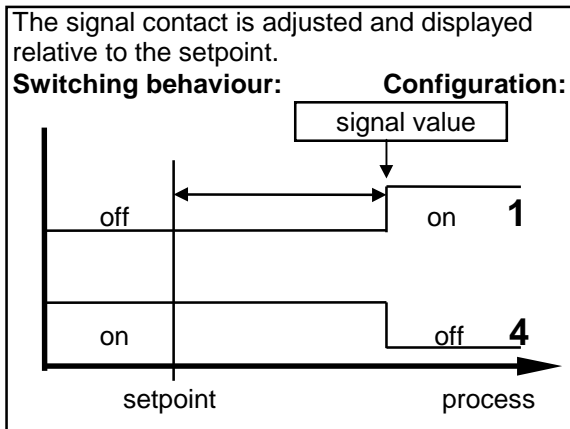 The signal contact is adjusted and displayed
relative to the setpoint.
Switching behaviour: Configuration:
signal value
off on 1
on off 4
setpoint process